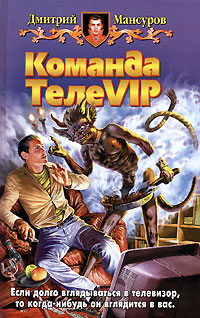 Дмитрий Мансуров
Команда
ТелеVIP
Если долго вглядываться в телевизор,
то когда-нибудь он вглядится в вас.